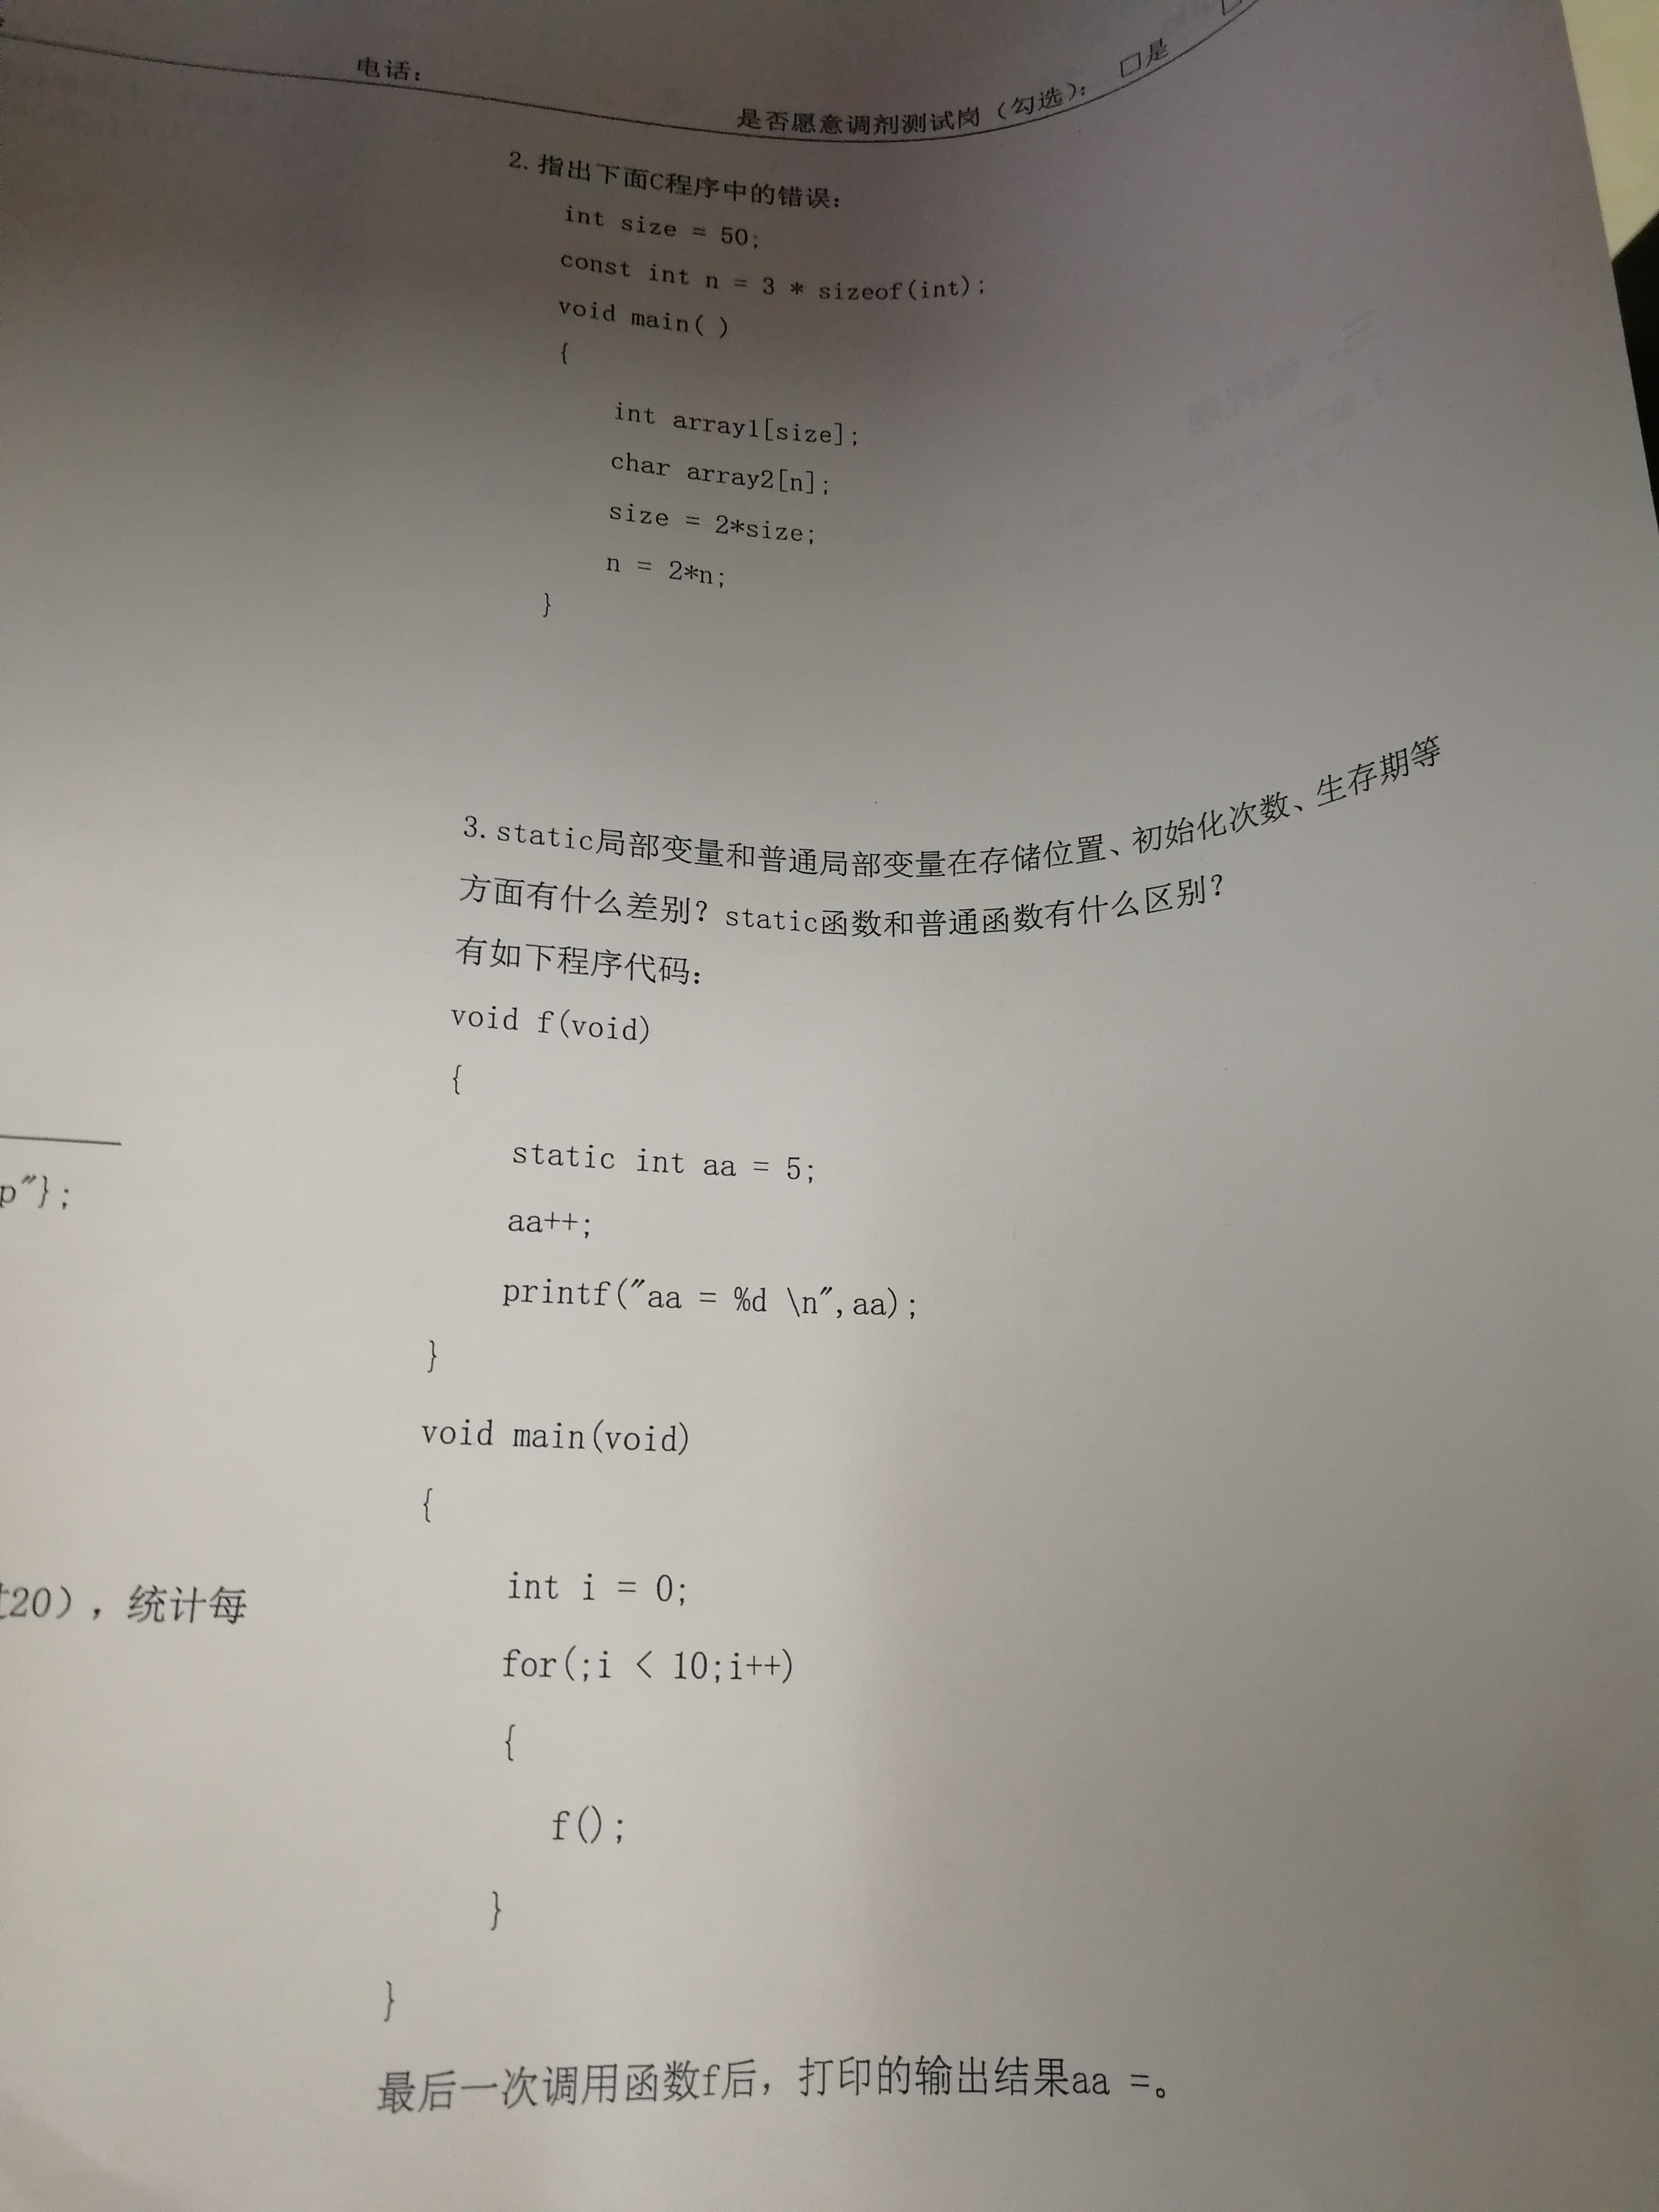 电话：
是否愿意调剂测试岗（勾选）： □是
2.指出下面C程序中的错误：
int size = 50;
const int n = 3 * sizeof(int);
void main( )
{
int array1[size];
char array2[n];
size = 2*size;
n = 2*n;
}
3.static局部变量和普通局部变量在存储位置、初始化次数、生存期等
方面有什么差别？static函数和普通函数有什么区别？
有如下程序代码：
void f(void)
{
static int aa = 5;
aa++;
printf("aa = %d \n",aa);
}
void main(void)
{
int i = 0;
for(;i < 10;i++)
{
f();
}
}
最后一次调用函数f后，打印的输出结果aa =。
p"};
20），统计每